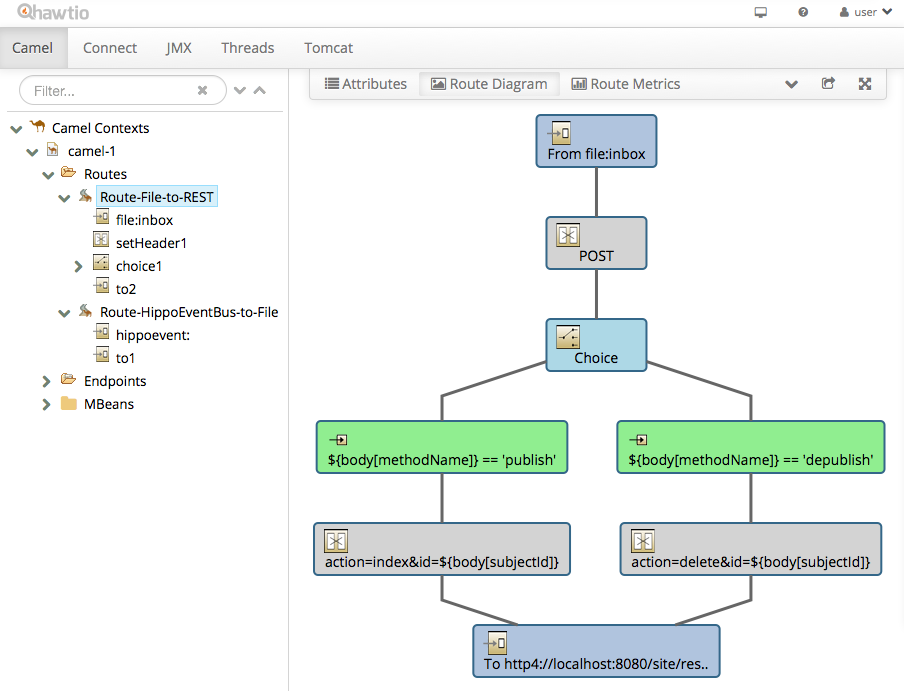 hawtio
user
Camel Connect JMX Threads Tomcat
Filter...
Attributes Route Diagram Route Metrics
Camel Contexts
camel-1
Routes
Route-File-to-REST
file:inbox
setHeader1
choice1
to2
Route-HippoEventBus-to-File
hippoevent:
to1
Endpoints
MBeans
From file:inbox
POST
Choice
${body[methodName]} == 'publish'
${body[methodName]} == 'depublish'
action=index&id=${body[subjectId]}
action=delete&id=${body[subjectId]}
To http4://localhost:8080/site/res..